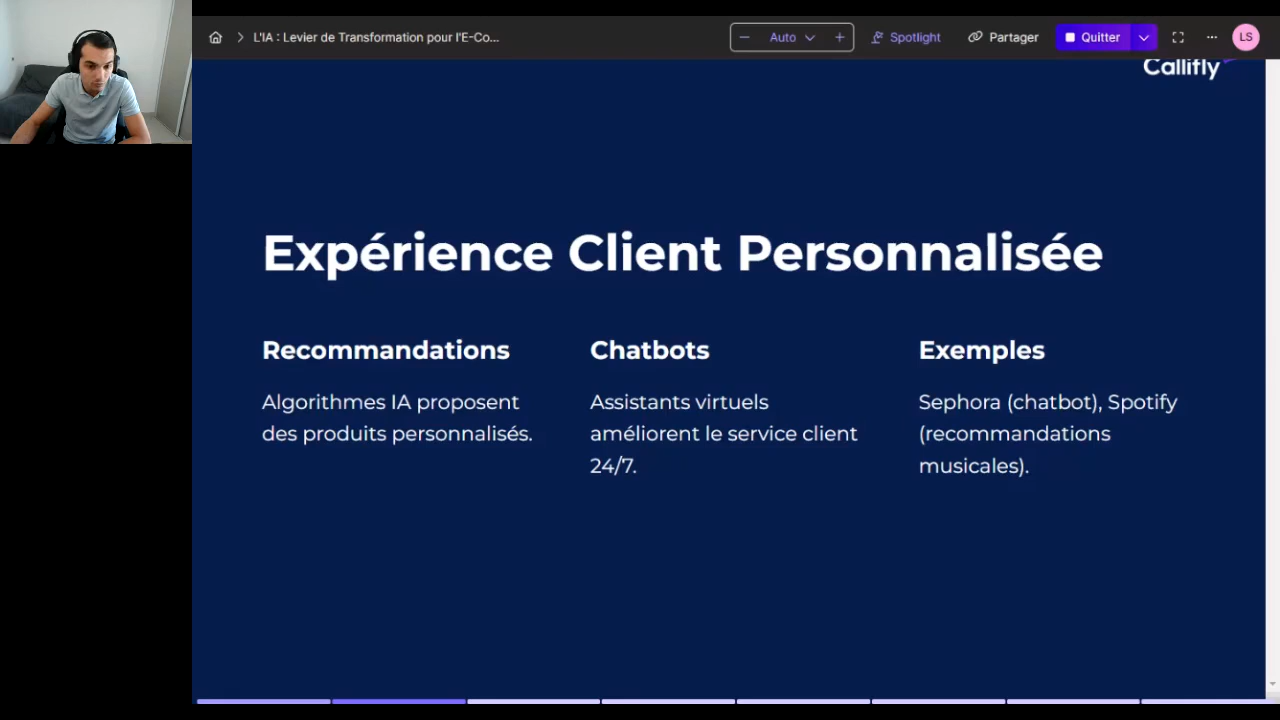 L'IA : Levier de Transformation pour l'E-Co...
Auto
Spotlight
Partager
Quitter
LS
Callifly
Expérience Client Personnalisée
Recommandations
Algorithmes IA proposent
des produits personnalisés.
Chatbots
Assistants virtuels
améliorent le service client
24/7.
Exemples
Sephora (chatbot), Spotify
(recommandations
musicales).